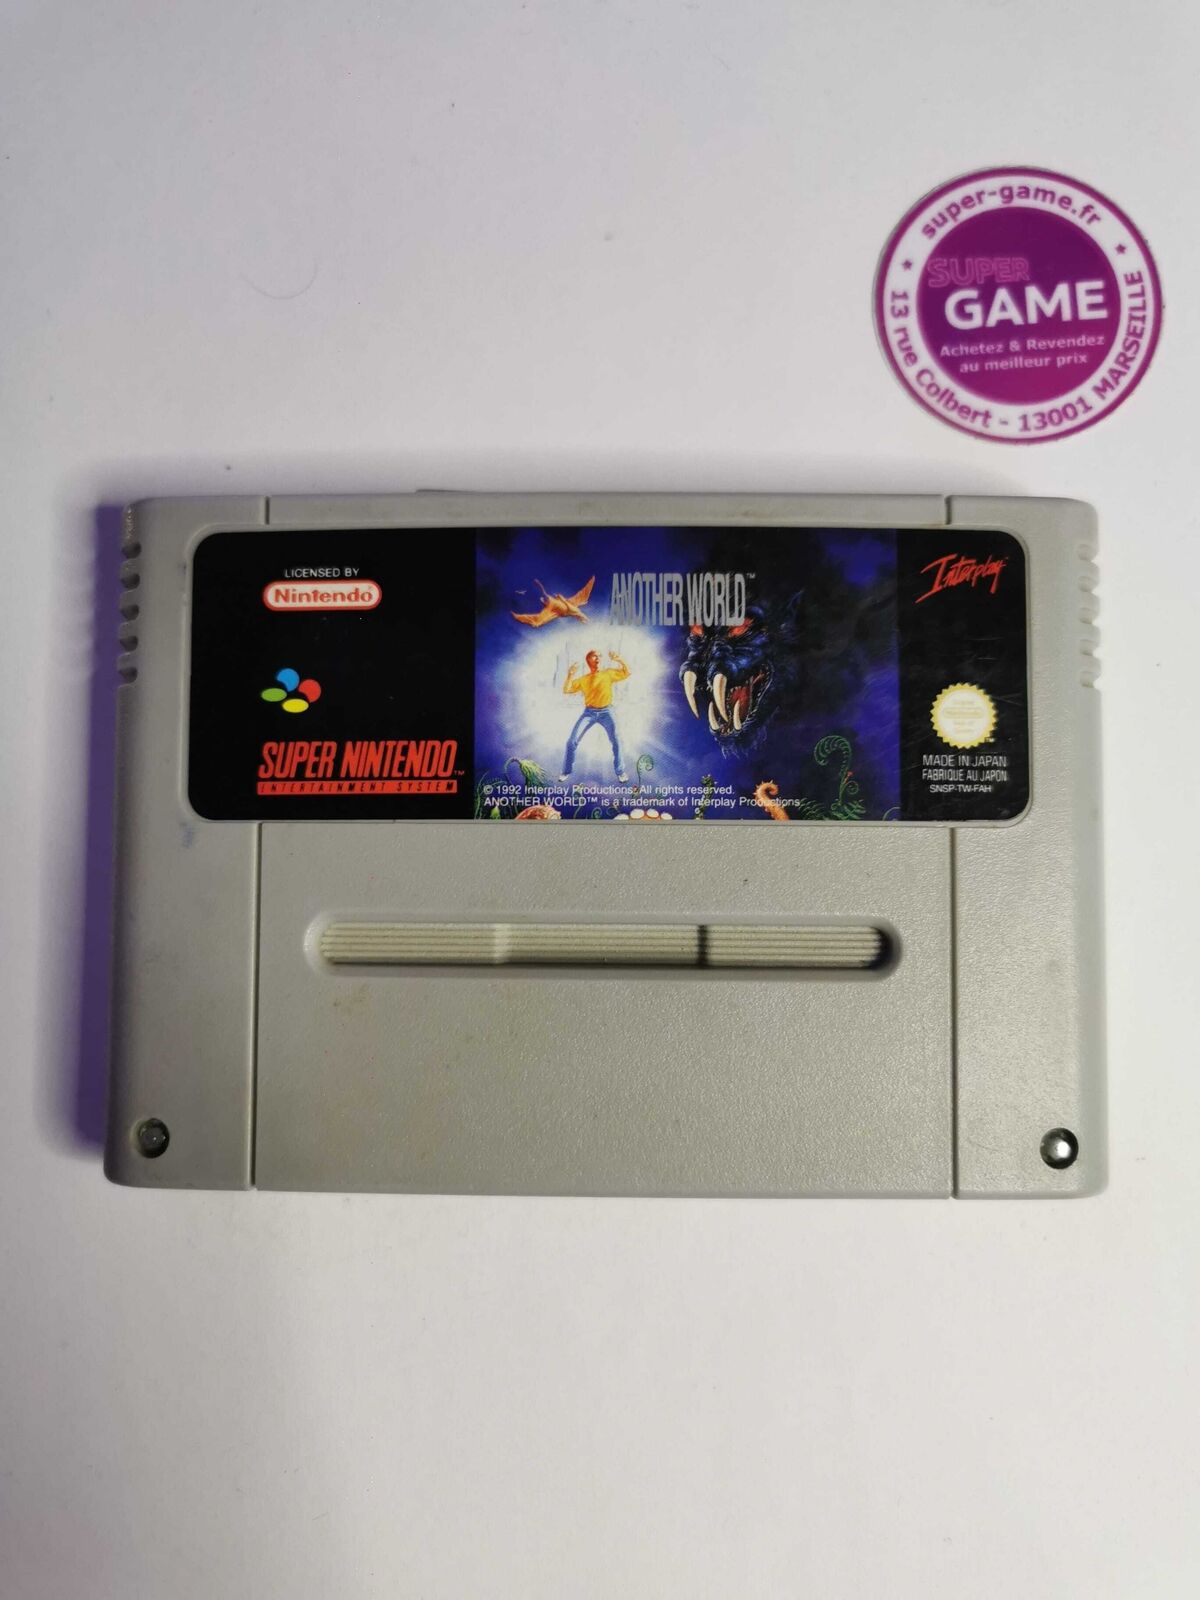 super-game.fr
SUPER
GAME
Achetez & Revendez
au meilleur prix
13 rue Colbert - 13001 MARSEILLE
LICENSED BY
Nintendo
SUPER NINTENDO™
ENTERTAINMENT SYSTEM
ANOTHER WORLD™
© 1992 Interplay Productions. All rights reserved.
ANOTHER WORLD™ is a trademark of Interplay Productions.
Interplay
Nintendo
MADE IN JAPAN
FABRIQUE AU JAPON
SNSP-TW-FAH